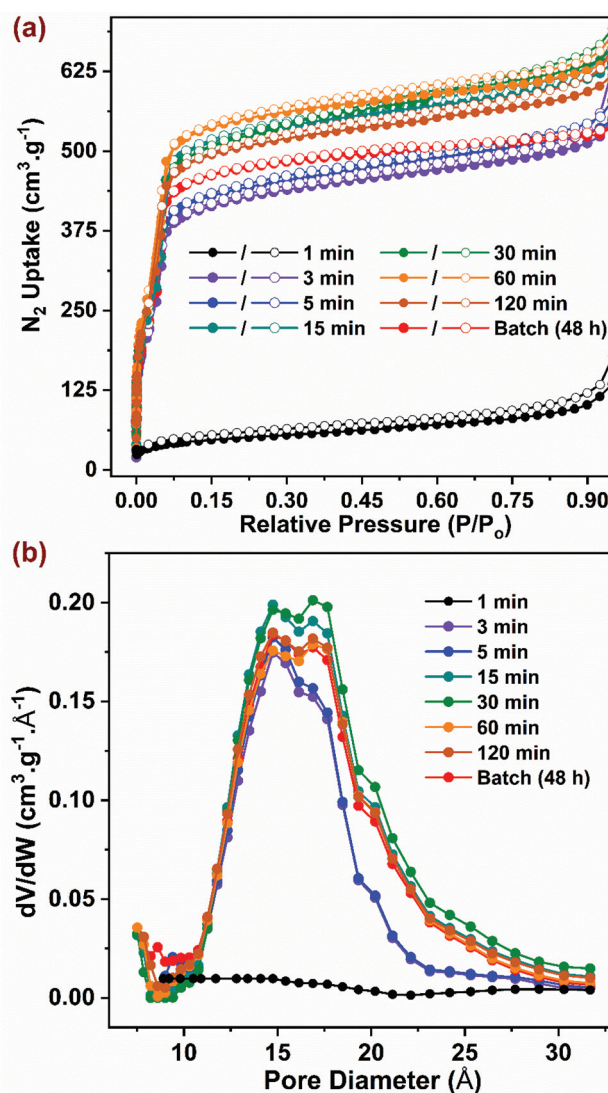 (a)
N₂ Uptake (cm³.g⁻¹)
625
500
375
250
125
0
/ 1 min
/ 3 min
/ 5 min
/ 15 min
/ 30 min
/ 60 min
/ 120 min
/ Batch (48 h)
0.00 0.15 0.30 0.45 0.60 0.75 0.90
Relative Pressure (P/Pₒ)
(b)
dV/dW (cm³.g⁻¹.Å⁻¹)
0.20
0.15
0.10
0.05
0.00
1 min
3 min
5 min
15 min
30 min
60 min
120 min
Batch (48 h)
10 15 20 25 30
Pore Diameter (Å)